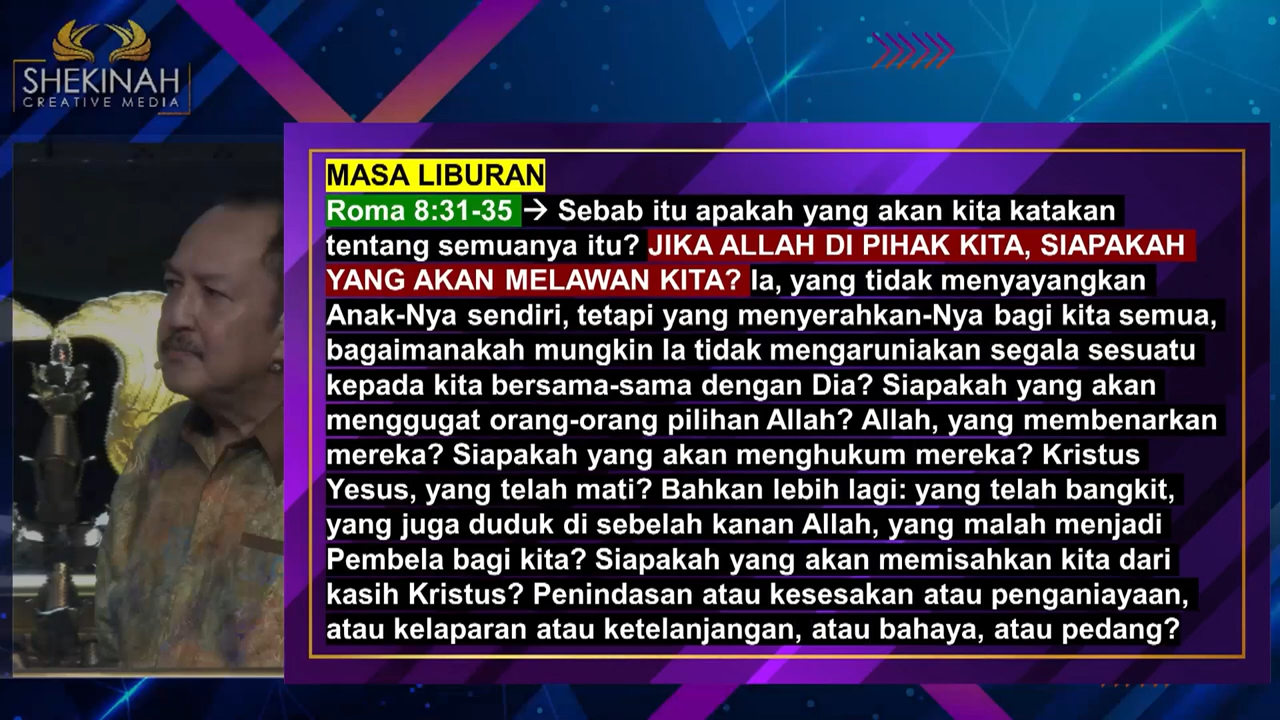 SHEKINAH
CREATIVE MEDIA
MASA LIBURAN
Roma 8:31-35 → Sebab itu apakah yang akan kita katakan
tentang semuanya itu? JIKA ALLAH DI PIHAK KITA, SIAPAKAH
YANG AKAN MELAWAN KITA? Ia, yang tidak menyayangkan
Anak-Nya sendiri, tetapi yang menyerahkan-Nya bagi kita semua,
bagaimanakah mungkin Ia tidak mengaruniakan segala sesuatu
kepada kita bersama-sama dengan Dia? Siapakah yang akan
menggugat orang-orang pilihan Allah? Allah, yang membenarkan
mereka? Siapakah yang akan menghukum mereka? Kristus
Yesus, yang telah mati? Bahkan lebih lagi: yang telah bangkit,
yang juga duduk di sebelah kanan Allah, yang malah menjadi
Pembela bagi kita? Siapakah yang akan memisahkan kita dari
kasih Kristus? Penindasan atau kesesakan atau penganiayaan,
atau kelaparan atau ketelanjangan, atau bahaya, atau pedang?